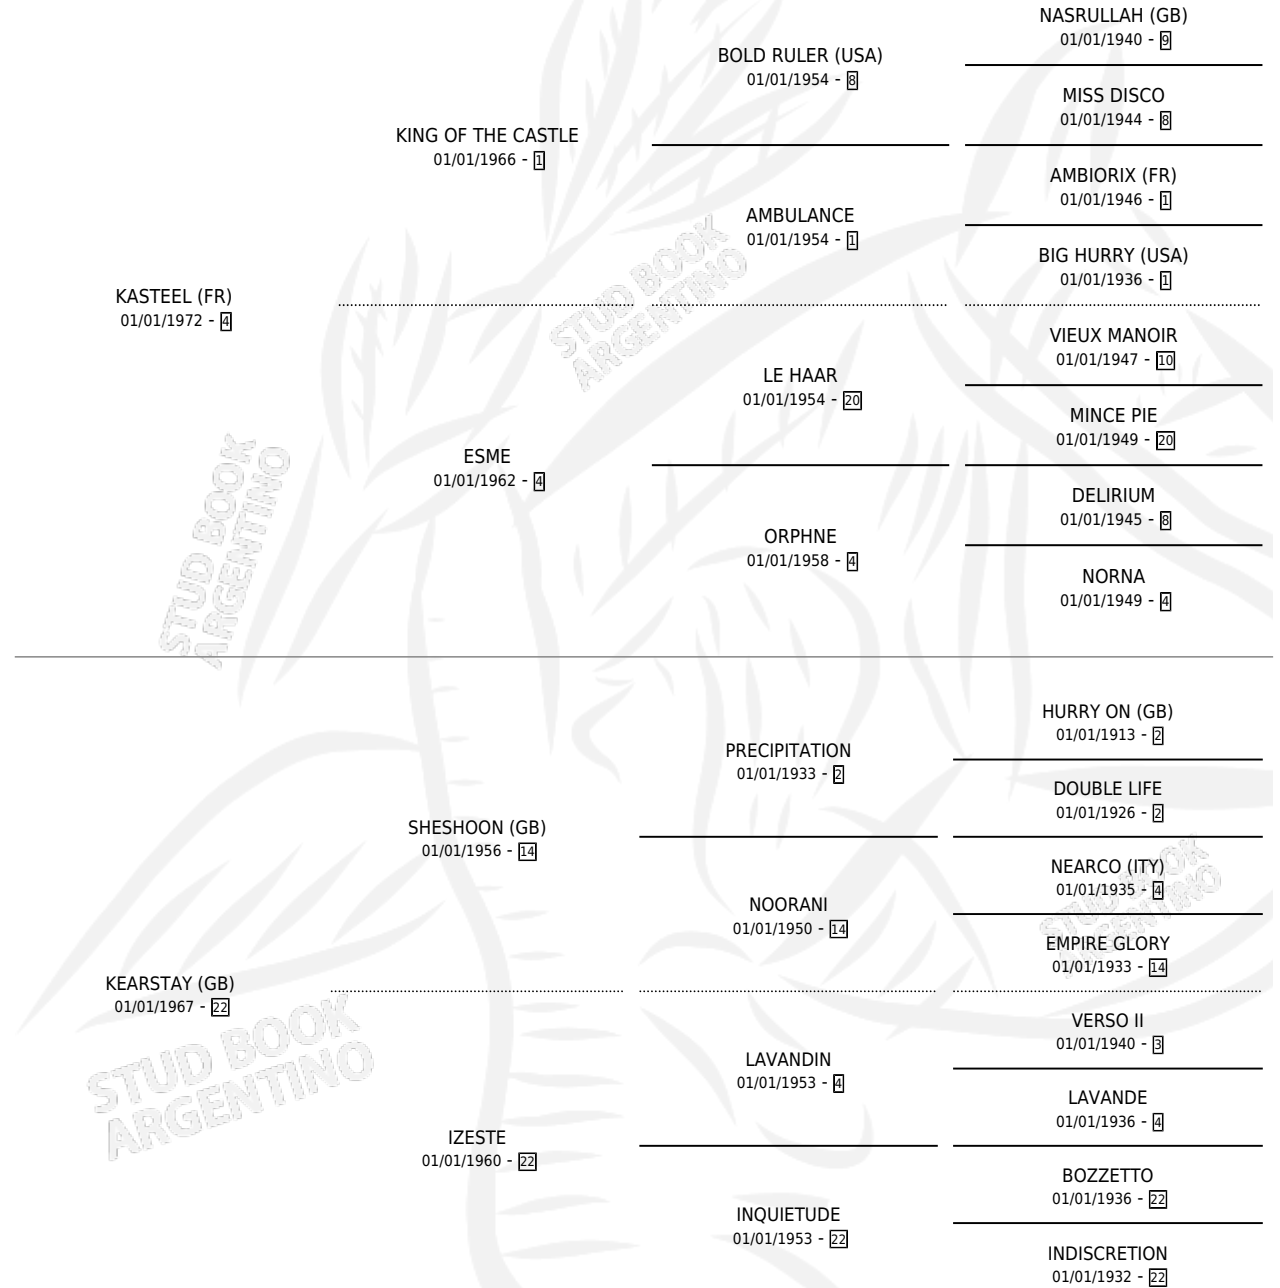 NASRULLAH (GB)
01/01/1940 - 9
BOLD RULER (USA)
01/01/1954 - 8
MISS DISCO
01/01/1944 - 8
KING OF THE CASTLE
01/01/1966 - 1
AMBIORIX (FR)
01/01/1946 - 1
AMBULANCE
01/01/1954 - 1
BIG HURRY (USA)
01/01/1936 - 1
KASTEEL (FR)
01/01/1972 - 4
VIEUX MANOIR
01/01/1947 - 10
LE HAAR
01/01/1954 - 20
MINCE PIE
01/01/1949 - 20
ESME
01/01/1962 - 4
DELIRIUM
01/01/1945 - 8
ORPHNE
01/01/1958 - 4
NORNA
01/01/1949 - 4
HURRY ON (GB)
01/01/1913 - 2
PRECIPITATION
01/01/1933 - 2
DOUBLE LIFE
01/01/1926 - 2
SHESHOON (GB)
01/01/1956 - 14
NEARCO (ITY)
01/01/1935 - 4
NOORANI
01/01/1950 - 14
EMPIRE GLORY
01/01/1933 - 14
KEARSTAY (GB)
01/01/1967 - 22
VERSO II
01/01/1940 - 3
LAVANDIN
01/01/1953 - 4
LAVANDE
01/01/1936 - 4
IZESTE
01/01/1960 - 22
BOZZETTO
01/01/1936 - 22
INQUIETUDE
01/01/1953 - 22
INDISCRETION
01/01/1932 - 22
STUD BOOK
ARGENTINO
STUD BOOK
ARGENTINO
STUD BOOK
ARGENTINO
STUD BOOK
ARGENTINO